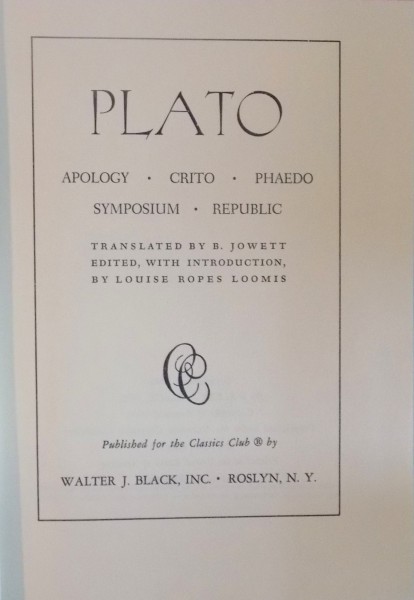 PLATO
APOLOGY · CRITO · PHAEDO
SYMPOSIUM · REPUBLIC
TRANSLATED BY B. JOWETT
EDITED, WITH INTRODUCTION,
BY LOUISE ROPES LOOMIS
CC
Published for the Classics Club ® by
WALTER J. BLACK, INC. · ROSLYN, N. Y.